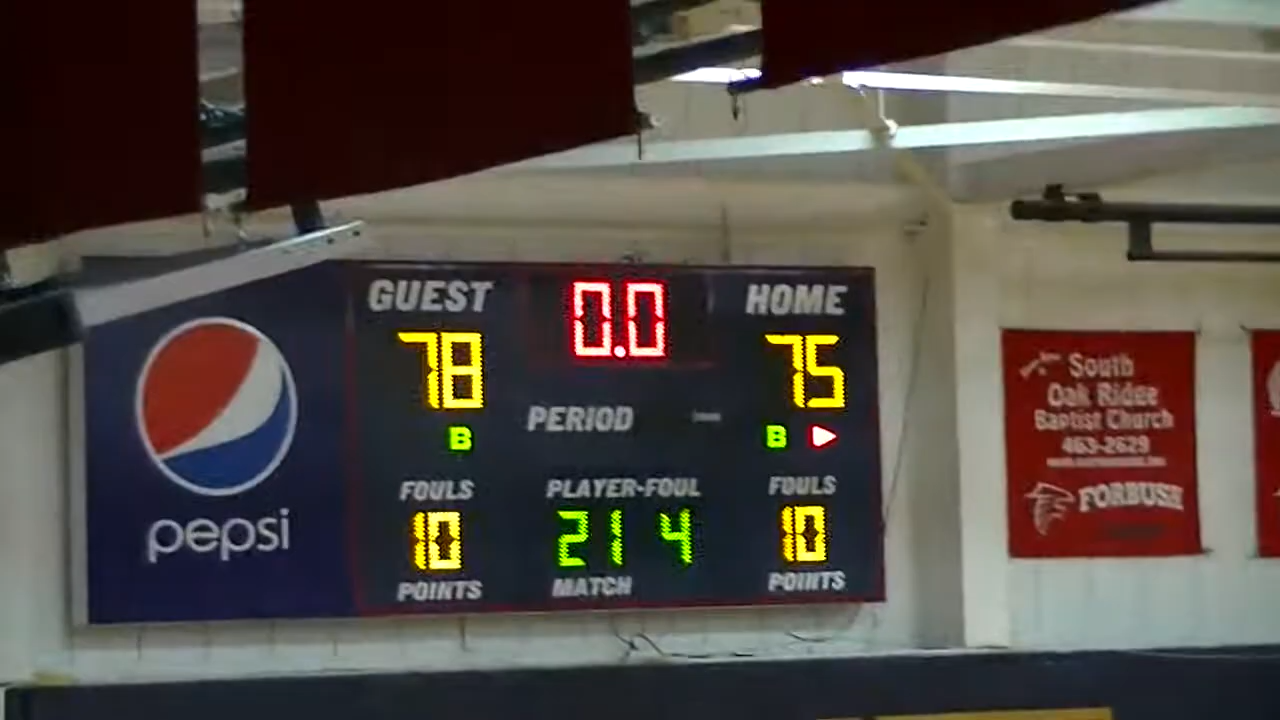 GUEST
0.0
HOME
78
75
PERIOD
B
B
FOULS
PLAYER-FOUL
FOULS
10
21 4
10
POINTS
MATCH
POINTS
pepsi
South
Oak Ridge
Baptist Church
463-2629
FORBUSH